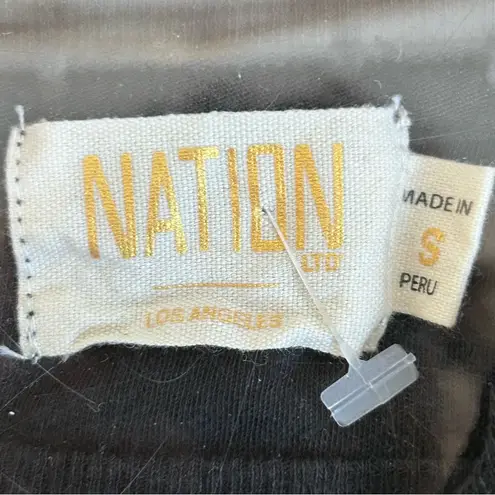 NATION
LTD
LOS ANGELES
MADE IN
S
PERU